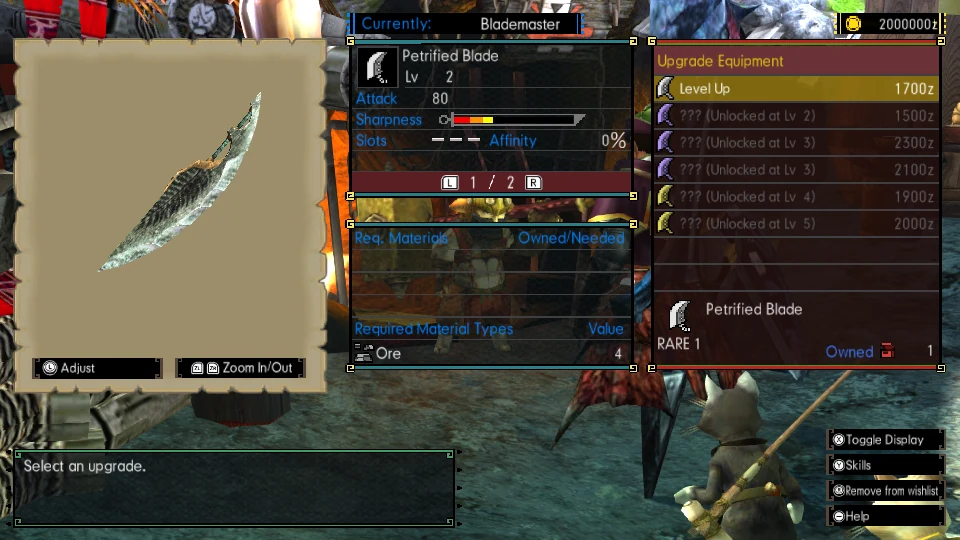 Currently: Blademaster
2000000z
Petrified Blade
Lv 2
Attack 80
Sharpness
Slots Affinity 0%
L 1 / 2 R
Req. Materials Owned/Needed
Required Material Types Value
Ore 4
Upgrade Equipment
Level Up 1700z
??? (Unlocked at Lv 2) 1500z
??? (Unlocked at Lv 3) 2300z
??? (Unlocked at Lv 3) 2100z
??? (Unlocked at Lv 4) 1900z
??? (Unlocked at Lv 5) 2000z
Petrified Blade
RARE 1
Owned 1
L Adjust
ZL ZR Zoom In/Out
Select an upgrade.
X Toggle Display
Y Skills
Remove from wishlist
Help